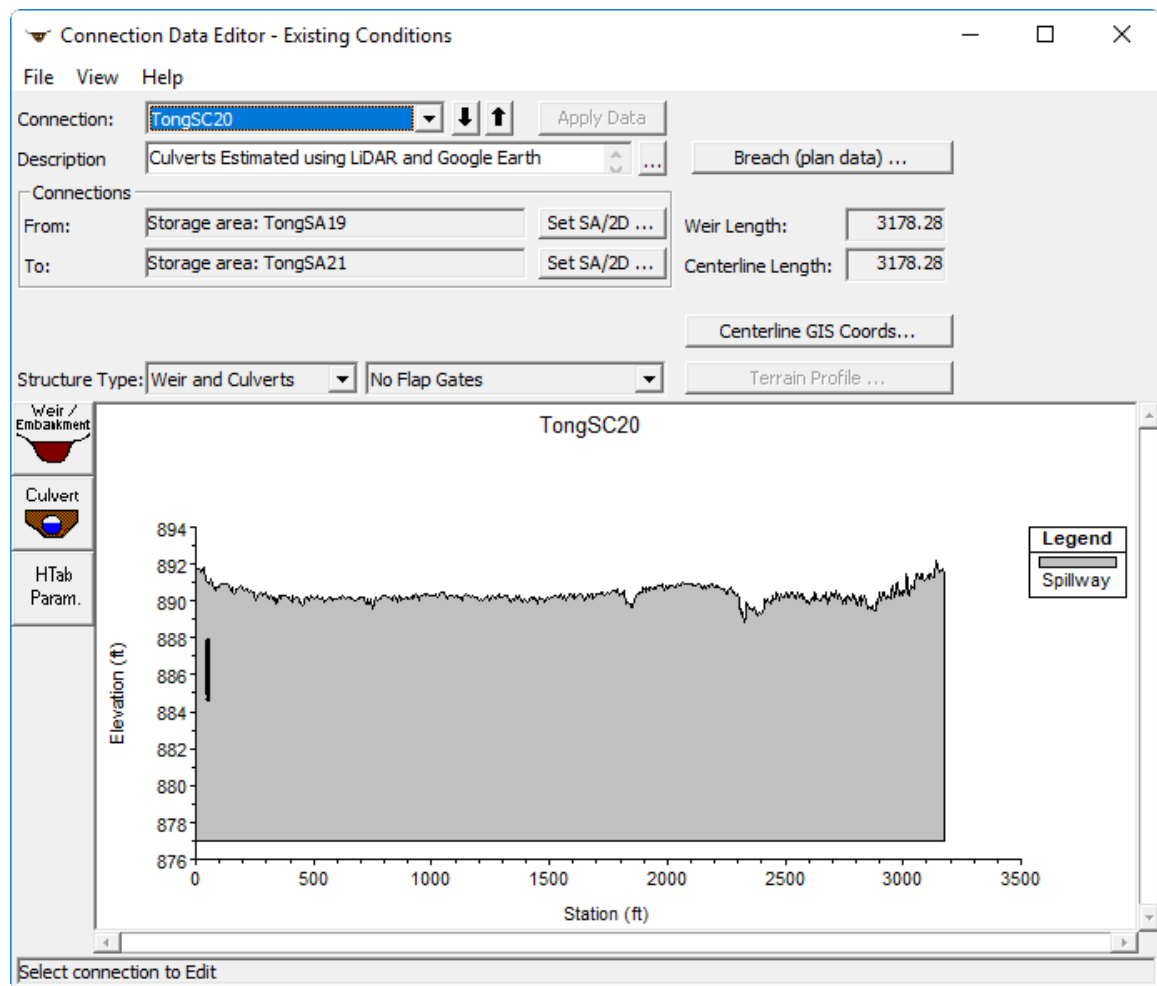 Connection Data Editor - Existing Conditions
File View Help
Connection: TongSC20 Apply Data
Description Culverts Estimated using LiDAR and Google Earth ... Breach (plan data) ...
Connections
From: Storage area: TongSA19 Set SA/2D ... Weir Length: 3178.28
To: Storage area: TongSA21 Set SA/2D ... Centerline Length: 3178.28
Centerline GIS Coords...
Structure Type: Weir and Culverts No Flap Gates Terrain Profile ...
Weir /
Embankment
Culvert
HTab
Param.
TongSC20
894
892
890
888
886
884
882
880
878
876
Elevation (ft)
0 500 1000 1500 2000 2500 3000 3500
Station (ft)
Legend
Spillway
Select connection to Edit